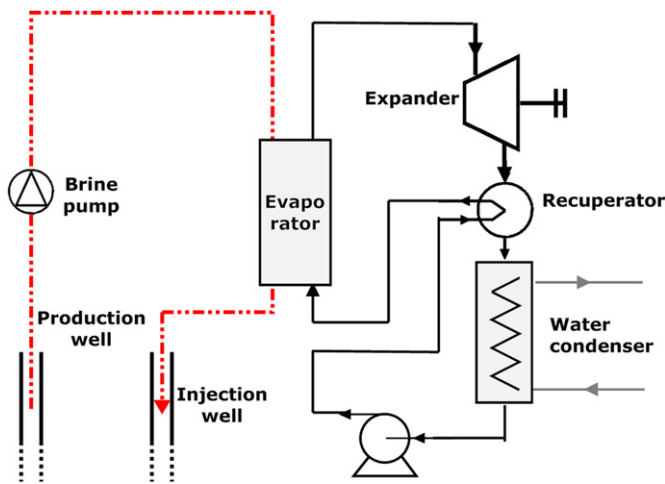 Expander
Brine
pump
Evapo
rator
Recuperator
Production
well
Water
condenser
Injection
well